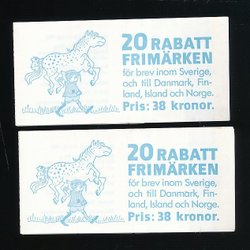 20 RABATT
FRIMÄRKEN
för brev inom Sverige,
och till Danmark, Fin-
land, Island och Norge.
Pris: 38 kronor.
20 RABATT
FRIMÄRKEN
för brev inom Sverige,
och till Danmark, Fin-
land, Island och Norge.
Pris: 38 kronor.